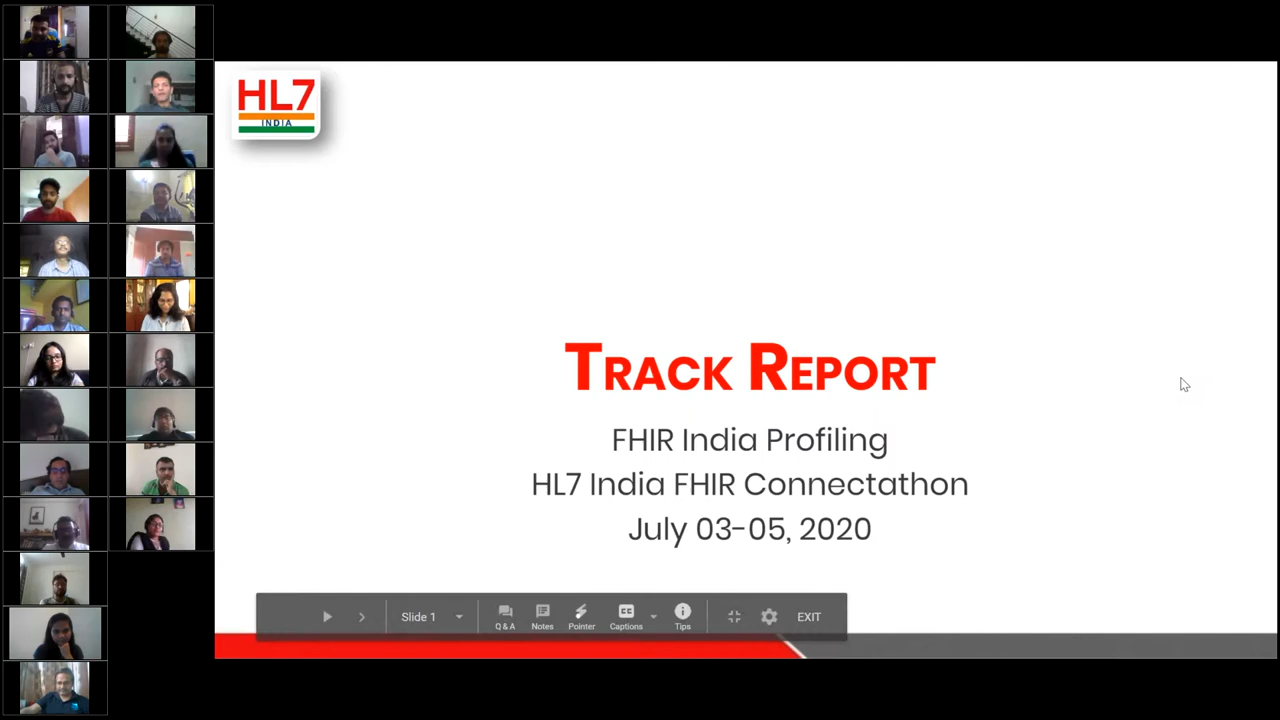 HL7
INDIA
TRACK REPORT
FHIR India Profiling
HL7 India FHIR Connectathon
July 03-05, 2020
Slide 1
Q & A
Notes
Pointer
CC
Captions
Tips
EXIT